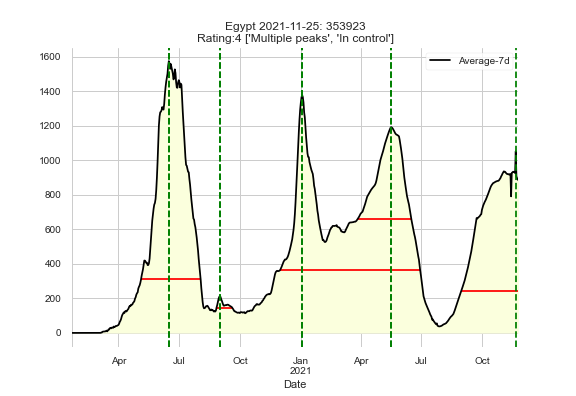 Egypt 2021-11-25: 353923
Rating:4 ['Multiple peaks', 'In control']
Average-7d
1600
1400
1200
1000
800
600
400
200
0
Apr Jul Oct Jan Apr Jul Oct
2021
Date